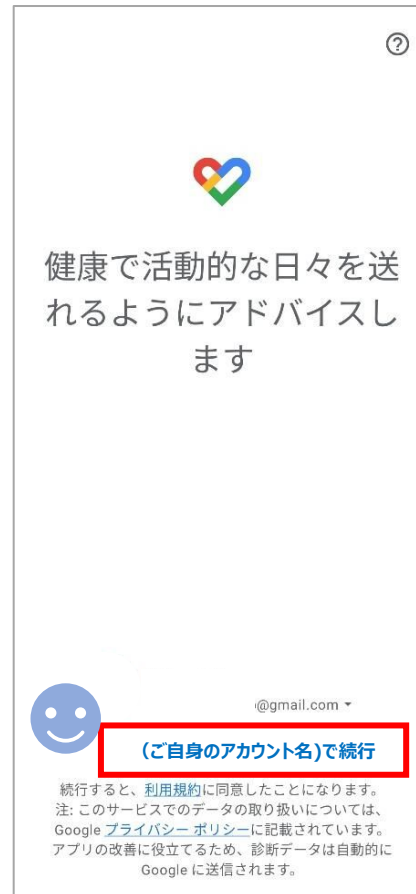 健康で活動的な日々を送
れるようにアドバイスし
ます
@gmail.com
(ご自身のアカウント名)で続行
続行すると、利用規約に同意したことになります。
注: このサービスでのデータの取り扱いについては、
Google プライバシー ポリシーに記載されています。
アプリの改善に役立てるため、診断データは自動的に
Google に送信されます。